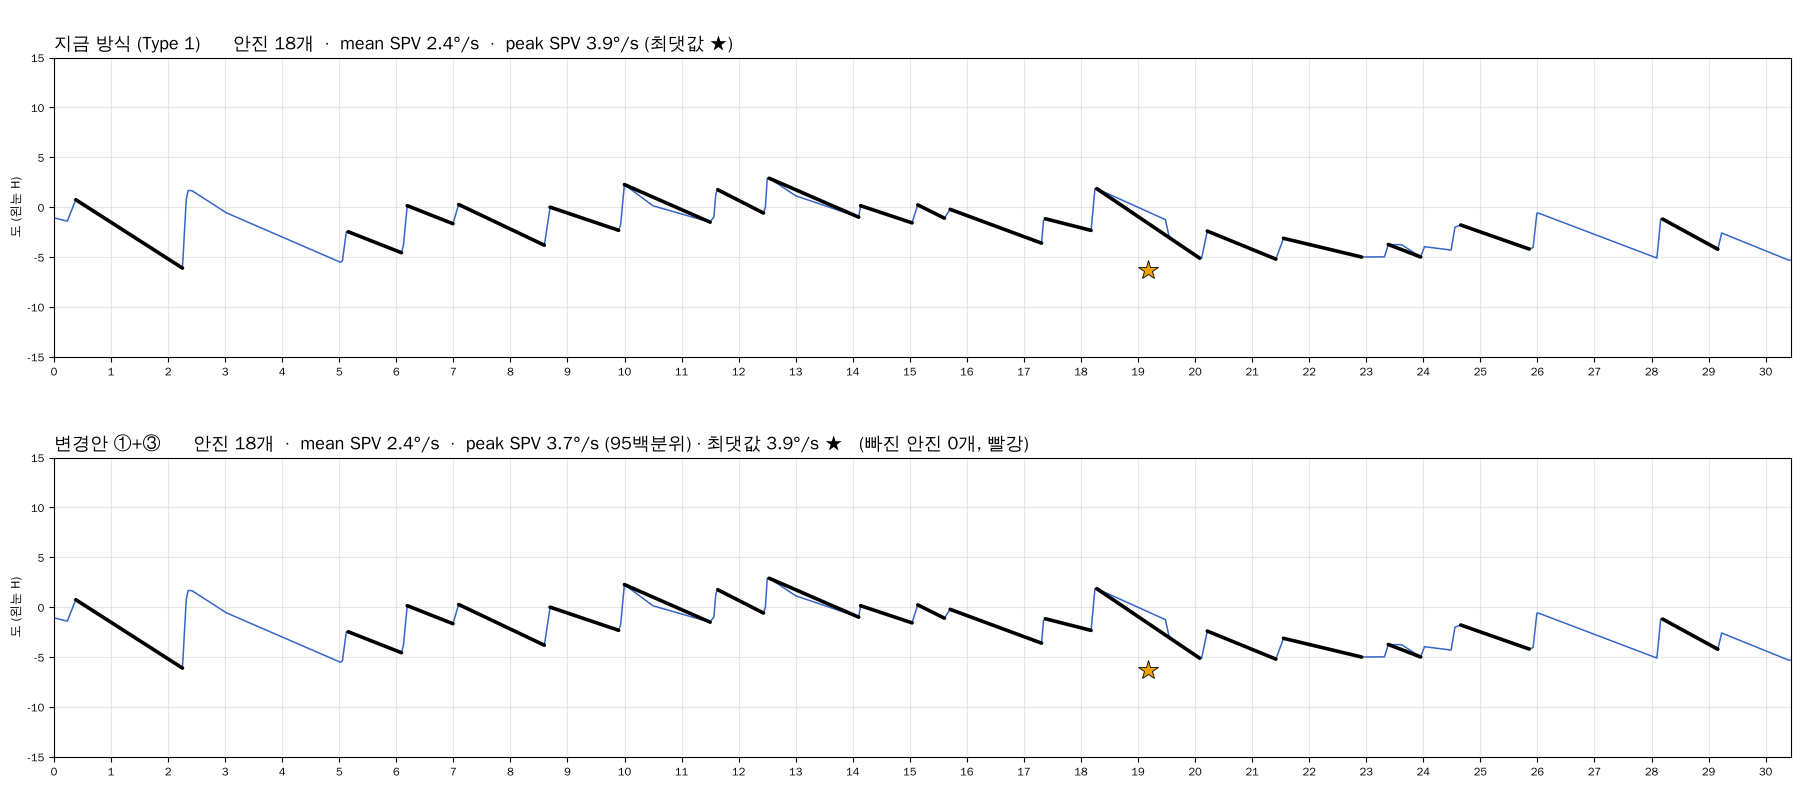 지금 방식 (Type 1) 안진 18개 · mean SPV 2.4°/s · peak SPV 3.9°/s (최댓값 ★)
15
10
5
0
-5
-10
-15
도 (왼눈 H)
0 1 2 3 4 5 6 7 8 9 10 11 12 13 14 15 16 17 18 19 20 21 22 23 24 25 26 27 28 29 30
변경안 ①+③ 안진 18개 · mean SPV 2.4°/s · peak SPV 3.7°/s (95백분위) · 최댓값 3.9°/s ★ (빠진 안진 0개, 빨강)
15
10
5
0
-5
-10
-15
도 (왼눈 H)
0 1 2 3 4 5 6 7 8 9 10 11 12 13 14 15 16 17 18 19 20 21 22 23 24 25 26 27 28 29 30